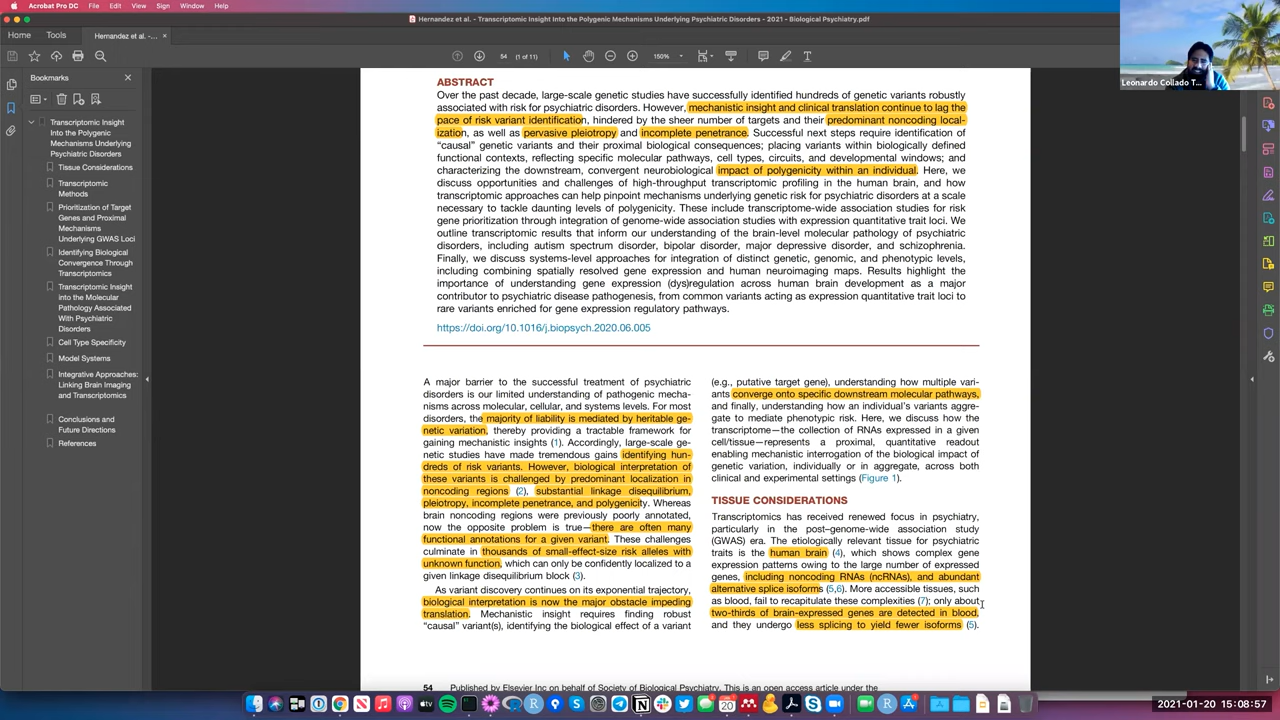 Acrobat Pro DC File Edit View Sign Window Help
Hernandez et al. - Transcriptomic Insight Into the Polygenic Mechanisms Underlying Psychiatric Disorders - 2021 - Biological Psychiatry.pdf
Home Tools Hernandez et al. -... ×
54 (1 of 11) 150%
Leonardo Collado T...
Bookmarks ×
Transcriptomic Insight
Into the Polygenic
Mechanisms Underlying
Psychiatric Disorders
Tissue Considerations
Transcriptomic
Methods
Prioritization of Target
Genes and Proximal
Mechanisms
Underlying GWAS Loci
Identifying Biological
Convergence Through
Transcriptomics
Transcriptomic Insight
into the Molecular
Pathology Associated
With Psychiatric
Disorders
Cell Type Specificity
Model Systems
Integrative Approaches:
Linking Brain Imaging
and Transcriptomics
Conclusions and
Future Directions
References
ABSTRACT
Over the past decade, large-scale genetic studies have successfully identified hundreds of genetic variants robustly
associated with risk for psychiatric disorders. However, mechanistic insight and clinical translation continue to lag the
pace of risk variant identification, hindered by the sheer number of targets and their predominant noncoding local-
ization, as well as pervasive pleiotropy and incomplete penetrance. Successful next steps require identification of
“causal” genetic variants and their proximal biological consequences; placing variants within biologically defined
functional contexts, reflecting specific molecular pathways, cell types, circuits, and developmental windows; and
characterizing the downstream, convergent neurobiological impact of polygenicity within an individual. Here, we
discuss opportunities and challenges of high-throughput transcriptomic profiling in the human brain, and how
transcriptomic approaches can help pinpoint mechanisms underlying genetic risk for psychiatric disorders at a scale
necessary to tackle daunting levels of polygenicity. These include transcriptome-wide association studies for risk
gene prioritization through integration of genome-wide association studies with expression quantitative trait loci. We
outline transcriptomic results that inform our understanding of the brain-level molecular pathology of psychiatric
disorders, including autism spectrum disorder, bipolar disorder, major depressive disorder, and schizophrenia.
Finally, we discuss systems-level approaches for integration of distinct genetic, genomic, and phenotypic levels,
including combining spatially resolved gene expression and human neuroimaging maps. Results highlight the
importance of understanding gene expression (dys)regulation across human brain development as a major
contributor to psychiatric disease pathogenesis, from common variants acting as expression quantitative trait loci to
rare variants enriched for gene expression regulatory pathways.
https://doi.org/10.1016/j.biopsych.2020.06.005
A major barrier to the successful treatment of psychiatric
disorders is our limited understanding of pathogenic mecha-
nisms across molecular, cellular, and systems levels. For most
disorders, the majority of liability is mediated by heritable ge-
netic variation, thereby providing a tractable framework for
gaining mechanistic insights (1). Accordingly, large-scale ge-
netic studies have made tremendous gains identifying hun-
dreds of risk variants. However, biological interpretation of
these variants is challenged by predominant localization in
noncoding regions (2), substantial linkage disequilibrium,
pleiotropy, incomplete penetrance, and polygenicity. Whereas
brain noncoding regions were previously poorly annotated,
now the opposite problem is true—there are often many
functional annotations for a given variant. These challenges
culminate in thousands of small-effect-size risk alleles with
unknown function, which can only be confidently localized to a
given linkage disequilibrium block (3).
As variant discovery continues on its exponential trajectory,
biological interpretation is now the major obstacle impeding
translation. Mechanistic insight requires finding robust
“causal” variant(s), identifying the biological effect of a variant
(e.g., putative target gene), understanding how multiple vari-
ants converge onto specific downstream molecular pathways,
and finally, understanding how an individual's variants aggre-
gate to mediate phenotypic risk. Here, we discuss how the
transcriptome—the collection of RNAs expressed in a given
cell/tissue—represents a proximal, quantitative readout
enabling mechanistic interrogation of the biological impact of
genetic variation, individually or in aggregate, across both
clinical and experimental settings (Figure 1).
TISSUE CONSIDERATIONS
Transcriptomics has received renewed focus in psychiatry,
particularly in the post–genome-wide association study
(GWAS) era. The etiologically relevant tissue for psychiatric
traits is the human brain (4), which shows complex gene
expression patterns owing to the large number of expressed
genes, including noncoding RNAs (ncRNAs), and abundant
alternative splice isoforms (5,6). More accessible tissues, such
as blood, fail to recapitulate these complexities (7); only about
two-thirds of brain-expressed genes are detected in blood,
and they undergo less splicing to yield fewer isoforms (5).
54 Published by Elsevier Inc on behalf of Society of Biological Psychiatry. This is an open access article under the
2021-01-20 15:08:57